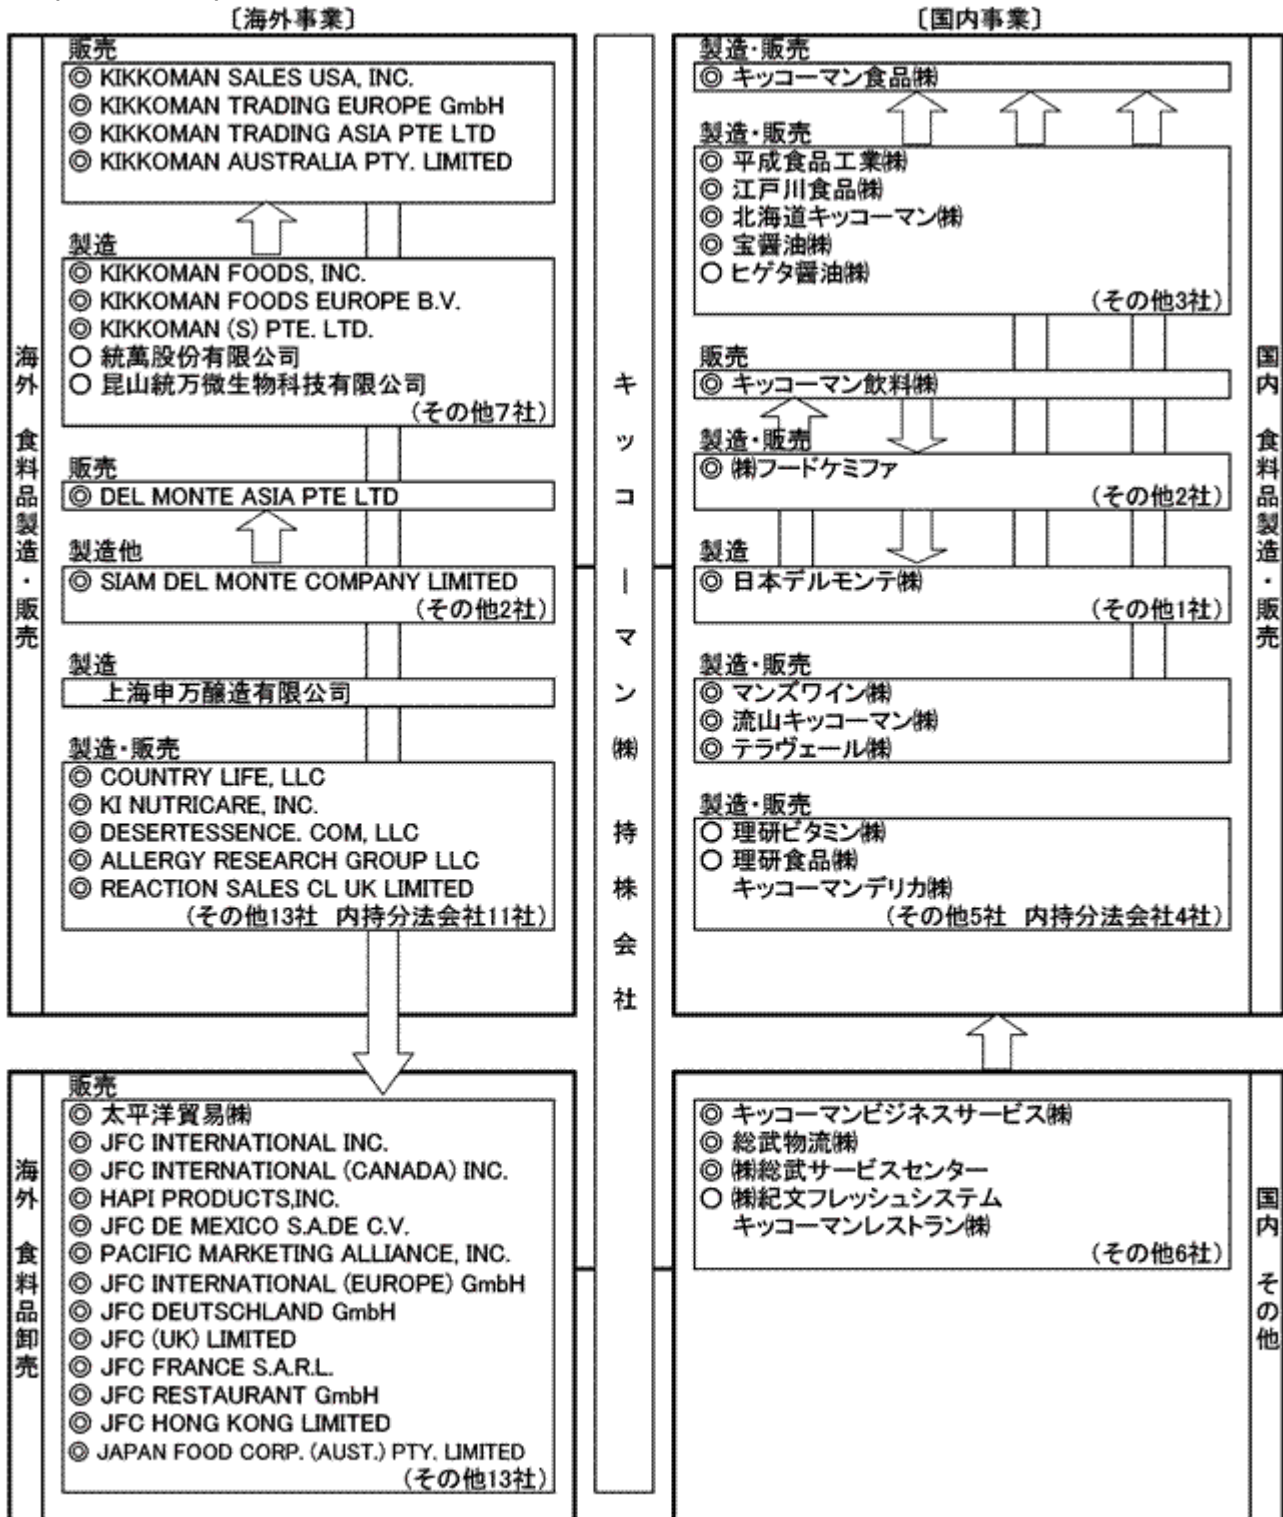 〔海外事業〕
海外 食料品製造・販売
販売
◎ KIKKOMAN SALES USA, INC.
◎ KIKKOMAN TRADING EUROPE GmbH
◎ KIKKOMAN TRADING ASIA PTE LTD
◎ KIKKOMAN AUSTRALIA PTY. LIMITED
製造
◎ KIKKOMAN FOODS, INC.
◎ KIKKOMAN FOODS EUROPE B.V.
◎ KIKKOMAN (S) PTE. LTD.
○ 統萬股份有限公司
○ 昆山統万微生物科技有限公司
(その他7社)
販売
◎ DEL MONTE ASIA PTE LTD
製造他
◎ SIAM DEL MONTE COMPANY LIMITED
(その他2社)
製造
上海申万醸造有限公司
製造・販売
◎ COUNTRY LIFE, LLC
◎ KI NUTRICARE, INC.
◎ DESERTESSENCE. COM, LLC
◎ ALLERGY RESEARCH GROUP LLC
◎ REACTION SALES CL UK LIMITED
(その他13社 内持分法会社11社)
海外 食料品卸売
販売
◎ 太平洋貿易㈱
◎ JFC INTERNATIONAL INC.
◎ JFC INTERNATIONAL (CANADA) INC.
◎ HAPI PRODUCTS,INC.
◎ JFC DE MEXICO S.A.DE C.V.
◎ PACIFIC MARKETING ALLIANCE, INC.
◎ JFC INTERNATIONAL (EUROPE) GmbH
◎ JFC DEUTSCHLAND GmbH
◎ JFC (UK) LIMITED
◎ JFC FRANCE S.A.R.L.
◎ JFC RESTAURANT GmbH
◎ JFC HONG KONG LIMITED
◎ JAPAN FOOD CORP. (AUST.) PTY. LIMITED
(その他13社)
キッコーマン㈱ 持株会社
〔国内事業〕
国内 食料品製造・販売
製造・販売
◎ キッコーマン食品㈱
製造・販売
◎ 平成食品工業㈱
◎ 江戸川食品㈱
◎ 北海道キッコーマン㈱
◎ 宝醤油㈱
○ ヒゲタ醤油㈱
(その他3社)
販売
◎ キッコーマン飲料㈱
製造・販売
◎ ㈱フードケミファ
(その他2社)
製造
◎ 日本デルモンテ㈱
(その他1社)
製造・販売
◎ マンズワイン㈱
◎ 流山キッコーマン㈱
◎ テラヴェール㈱
製造・販売
○ 理研ビタミン㈱
○ 理研食品㈱
キッコーマンデリカ㈱
(その他5社 内持分法会社4社)
国内 その他
◎ キッコーマンビジネスサービス㈱
◎ 総武物流㈱
◎ ㈱総武サービスセンター
○ ㈱紀文フレッシュシステム
キッコーマンレストラン㈱
(その他6社)